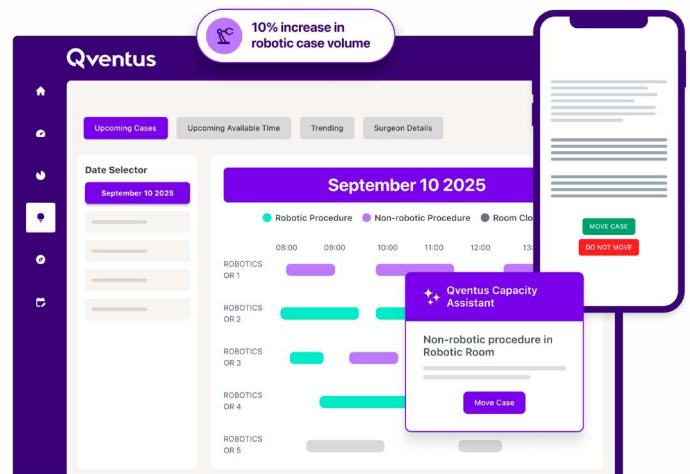 10% increase in
robotic case volume
Qventus
Upcoming Cases
Upcoming Available Time
Trending
Surgeon Details
Date Selector
September 10 2025
September 10 2025
Robotic Procedure
Non-robotic Procedure
Room Clo
08:00 09:00 10:00 11:00 12:00
ROBOTICS
OR 1
ROBOTICS
OR 2
ROBOTICS
OR 3
ROBOTICS
OR 4
ROBOTICS
OR 5
Qventus Capacity
Assistant
Non-robotic procedure in
Robotic Room
Move Case
MOVE CASE
DO NOT MOVE